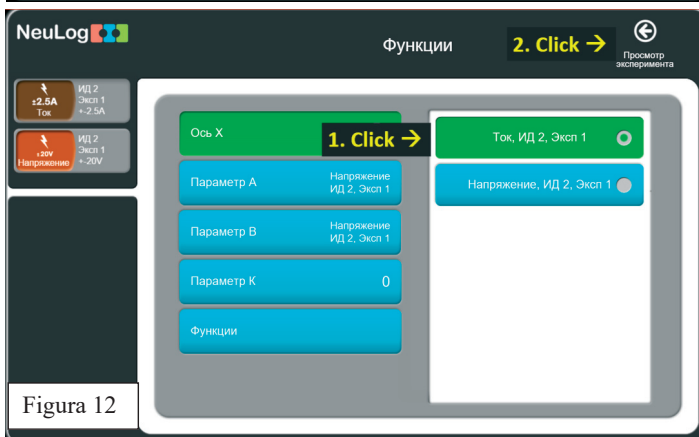 NeuLog
Функции
2. Click →
Просмотр
эксперимента
±2.5A
Ток
ИД 2
Эксп 1
+-2.5A
±20V
Напряжение
ИД 2
Эксп 1
+-20V
Ось X
1. Click →
Ток, ИД 2, Эксп 1
Параметр A
Напряжение
ИД 2, Эксп 1
Напряжение, ИД 2, Эксп 1
Параметр B
Напряжение
ИД 2, Эксп 1
Параметр К
0
Функции
Figura 12